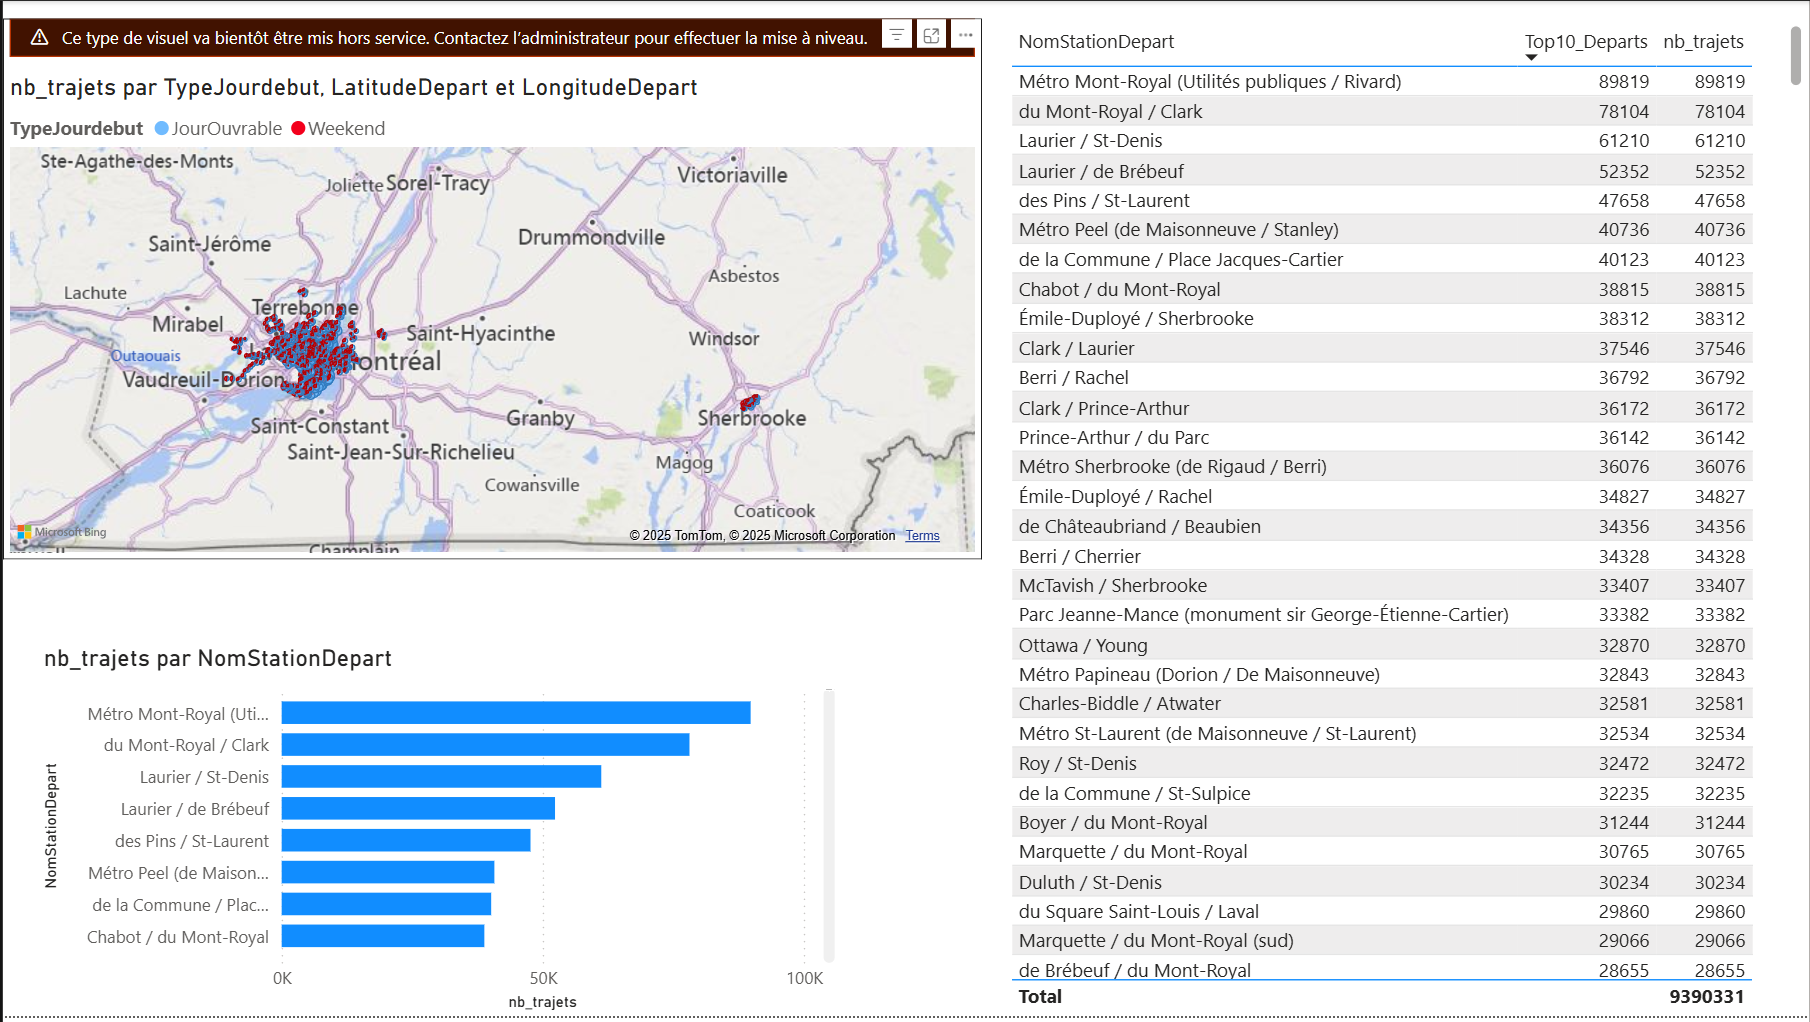 Ce type de visuel va bientôt être mis hors service. Contactez l'administrateur pour effectuer la mise à niveau.
nb_trajets par TypeJourdebut, LatitudeDepart et LongitudeDepart
TypeJourdebut JourOuvrable Weekend
Ste-Agathe-des-Monts
Joliette
Sorel-Tracy
Victoriaville
Saint-Jérôme
Drummondville
Asbestos
Lachute
Terrebonne
Mirabel
Saint-Hyacinthe
Windsor
Outaouais
ontréal
Vaudreuil-Dorion
Saint-Constant
Granby
Sherbrooke
Saint-Jean-Sur-Richelieu
Magog
Cowansville
Coaticook
Microsoft Bing
© 2025 TomTom, © 2025 Microsoft Corporation Terms
Champlain
nb_trajets par NomStationDepart
NomStationDepart
Métro Mont-Royal (Uti...
du Mont-Royal / Clark
Laurier / St-Denis
Laurier / de Brébeuf
des Pins / St-Laurent
Métro Peel (de Maison...
de la Commune / Plac...
Chabot / du Mont-Royal
0K 50K 100K
nb_trajets
NomStationDepart Top10_Departs nb_trajets
Métro Mont-Royal (Utilités publiques / Rivard) 89819 89819
du Mont-Royal / Clark 78104 78104
Laurier / St-Denis 61210 61210
Laurier / de Brébeuf 52352 52352
des Pins / St-Laurent 47658 47658
Métro Peel (de Maisonneuve / Stanley) 40736 40736
de la Commune / Place Jacques-Cartier 40123 40123
Chabot / du Mont-Royal 38815 38815
Émile-Duployé / Sherbrooke 38312 38312
Clark / Laurier 37546 37546
Berri / Rachel 36792 36792
Clark / Prince-Arthur 36172 36172
Prince-Arthur / du Parc 36142 36142
Métro Sherbrooke (de Rigaud / Berri) 36076 36076
Émile-Duployé / Rachel 34827 34827
de Châteaubriand / Beaubien 34356 34356
Berri / Cherrier 34328 34328
McTavish / Sherbrooke 33407 33407
Parc Jeanne-Mance (monument sir George-Étienne-Cartier) 33382 33382
Ottawa / Young 32870 32870
Métro Papineau (Dorion / De Maisonneuve) 32843 32843
Charles-Biddle / Atwater 32581 32581
Métro St-Laurent (de Maisonneuve / St-Laurent) 32534 32534
Roy / St-Denis 32472 32472
de la Commune / St-Sulpice 32235 32235
Boyer / du Mont-Royal 31244 31244
Marquette / du Mont-Royal 30765 30765
Duluth / St-Denis 30234 30234
du Square Saint-Louis / Laval 29860 29860
Marquette / du Mont-Royal (sud) 29066 29066
de Brébeuf / du Mont-Royal 28655 28655
Total 9390331